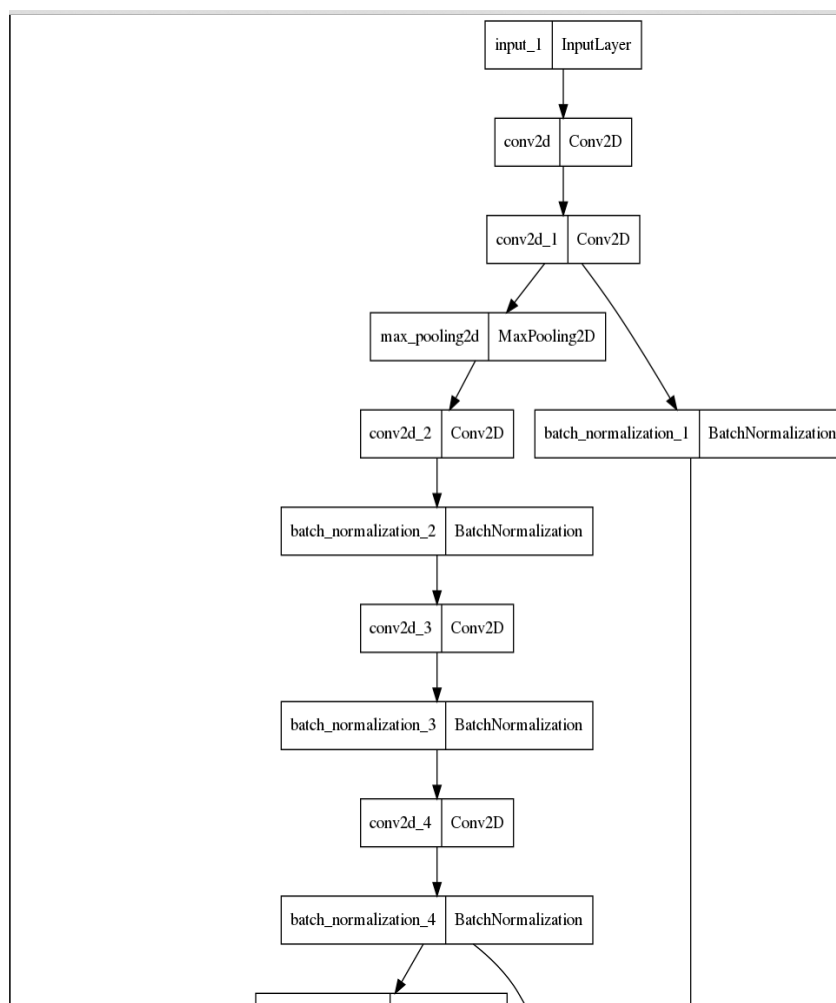 input_1 InputLayer
conv2d Conv2D
conv2d_1 Conv2D
max_pooling2d MaxPooling2D
conv2d_2 Conv2D
batch_normalization_1 BatchNormalization
batch_normalization_2 BatchNormalization
conv2d_3 Conv2D
batch_normalization_3 BatchNormalization
conv2d_4 Conv2D
batch_normalization_4 BatchNormalization